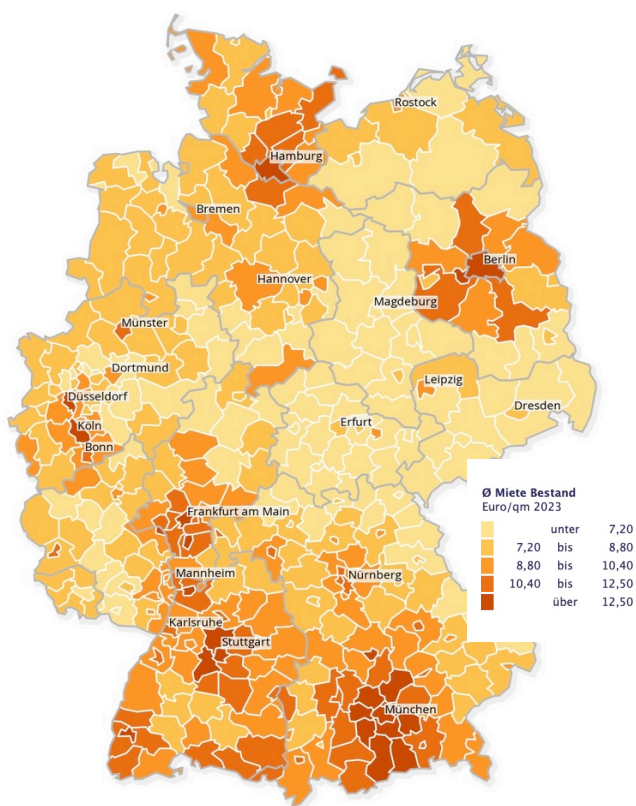 Rostock
Hamburg
Bremen
Berlin
Hannover
Magdeburg
Münster
Dortmund
Leipzig
Düsseldorf
Dresden
Köln
Erfurt
Bonn
Frankfurt am Main
Mannheim
Nürnberg
Karlsruhe
Stuttgart
München
Ø Miete Bestand
Euro/qm 2023
unter 7,20
7,20 bis 8,80
8,80 bis 10,40
10,40 bis 12,50
über 12,50